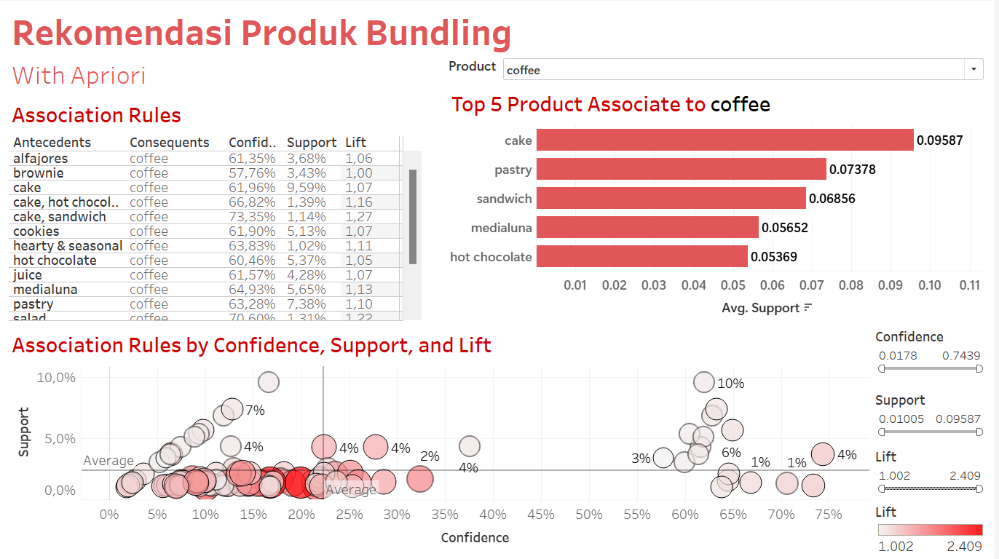 Rekomendasi Produk Bundling
With Apriori
Product coffee
Association Rules
Antecedents Consequents Confid.. Support Lift
alfajores coffee 61,35% 3,68% 1,06
brownie coffee 57,76% 3,43% 1,00
cake coffee 61,96% 9,59% 1,07
cake, hot chocol.. coffee 66,82% 1,39% 1,16
cake, sandwich coffee 73,35% 1,14% 1,27
cookies coffee 61,90% 5,13% 1,07
hearty & seasonal coffee 63,83% 1,02% 1,11
hot chocolate coffee 60,46% 5,37% 1,05
juice coffee 61,57% 4,28% 1,07
medialuna coffee 64,93% 5,65% 1,13
pastry coffee 63,28% 7,38% 1,10
salad coffee 70,60% 1,31% 1,22
Top 5 Product Associate to coffee
cake 0.09587
pastry 0.07378
sandwich 0.06856
medialuna 0.05652
hot chocolate 0.05369
0.01 0.02 0.03 0.04 0.05 0.06 0.07 0.08 0.09 0.10 0.11
Avg. Support
Association Rules by Confidence, Support, and Lift
Support
10,0%
5,0%
0,0%
Average
Average
7%
4%
4%
4%
2%
4%
10%
3%
6%
1%
1%
4%
0% 5% 10% 15% 20% 25% 30% 35% 40% 45% 50% 55% 60% 65% 70% 75%
Confidence
Confidence
0.0178 0.7439
Support
0.01005 0.09587
Lift
1.002 2.409
Lift
1.002 2.409